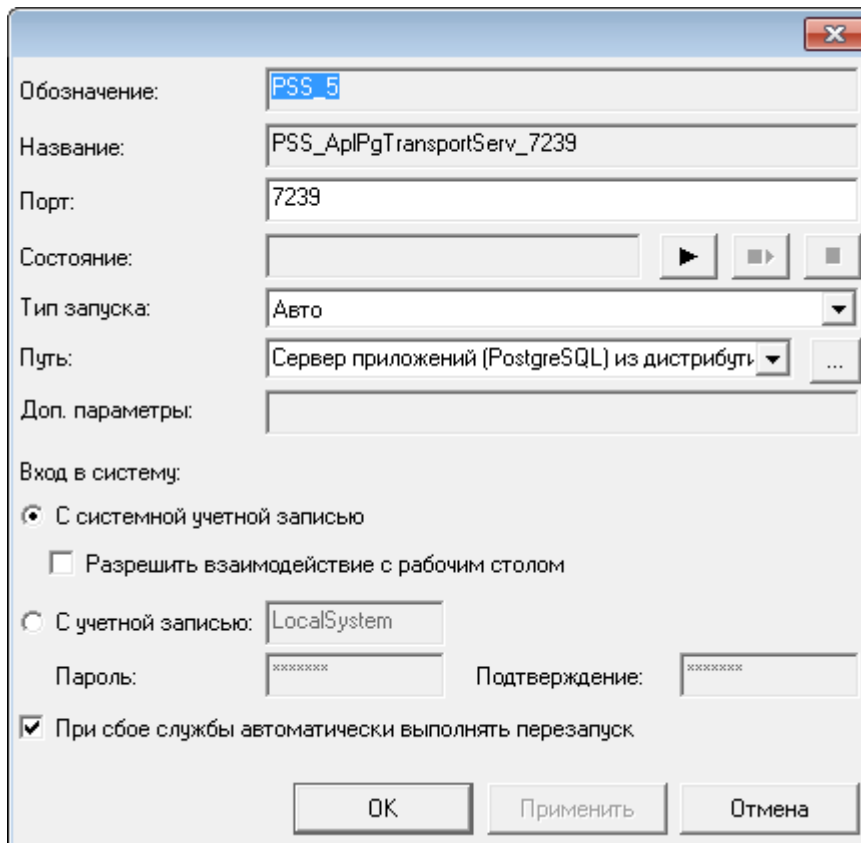 Обозначение: PSS_5
Название: PSS_AplPgTransportServ_7239
Порт: 7239
Состояние:
Тип запуска: Авто
Путь: Сервер приложений (PostgreSQL) из дистрибути ...
Доп. параметры:
Вход в систему:
С системной учетной записью
Разрешить взаимодействие с рабочим столом
С учетной записью: LocalSystem
Пароль: ******* Подтверждение: *******
При сбое службы автоматически выполнять перезапуск
ОК Применить Отмена